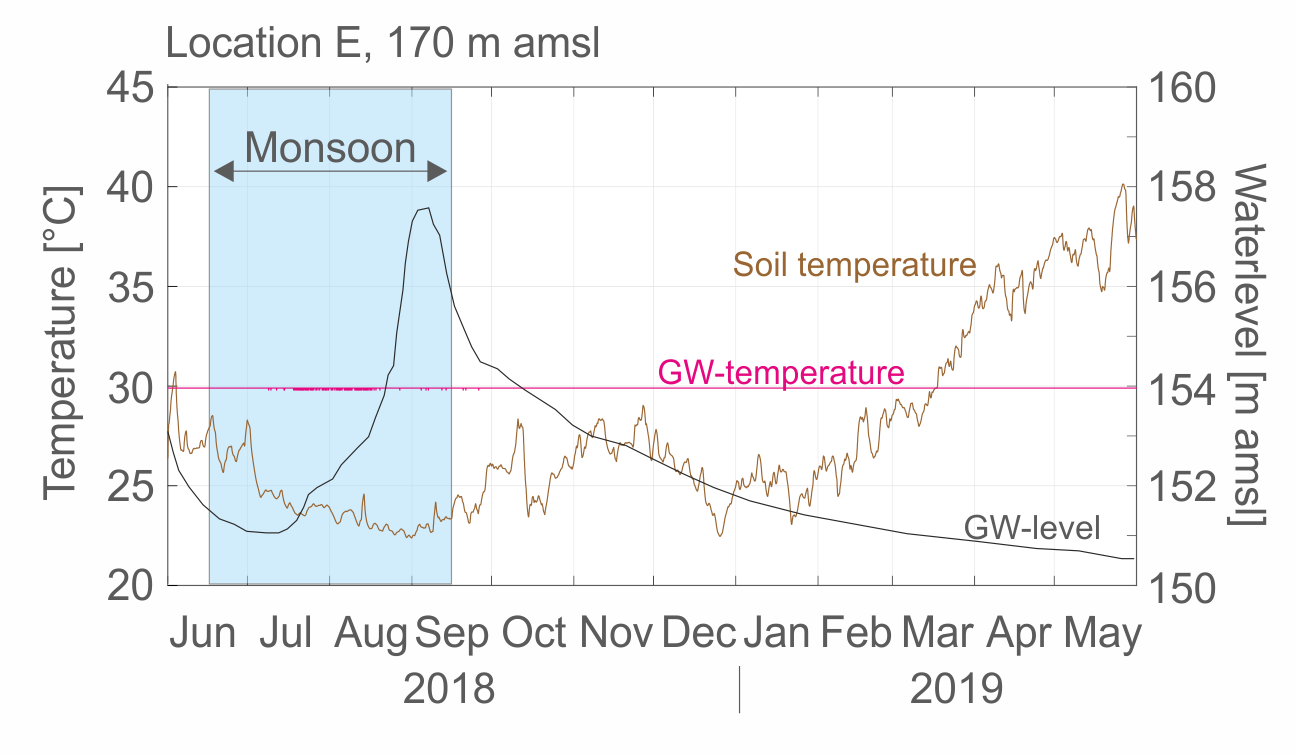 Location E, 170 m amsl
45
40
35
30
25
20
Temperature [°C]
Monsoon
Soil temperature
GW-temperature
GW-level
160
158
156
154
152
150
Waterlevel [m amsl]
Jun Jul Aug Sep Oct Nov Dec Jan Feb Mar Apr May
2018 2019